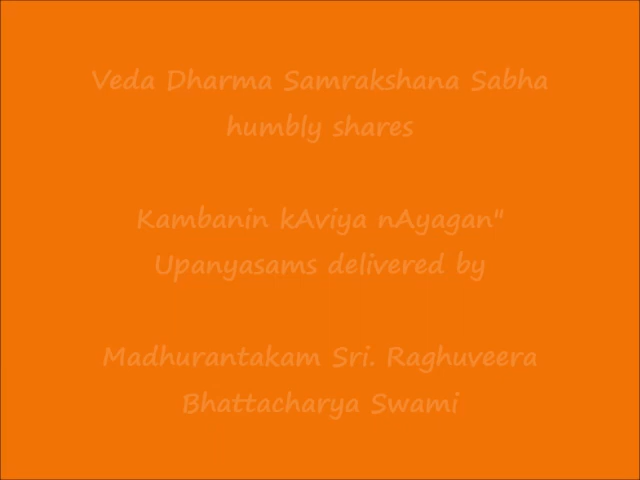 Veda Dharma Samrakshana Sabha
humbly shares
Kambanin kAviya nAyagan"
Upanyasams delivered by
Madhurantakam Sri. Raghuveera
Bhattacharya Swami